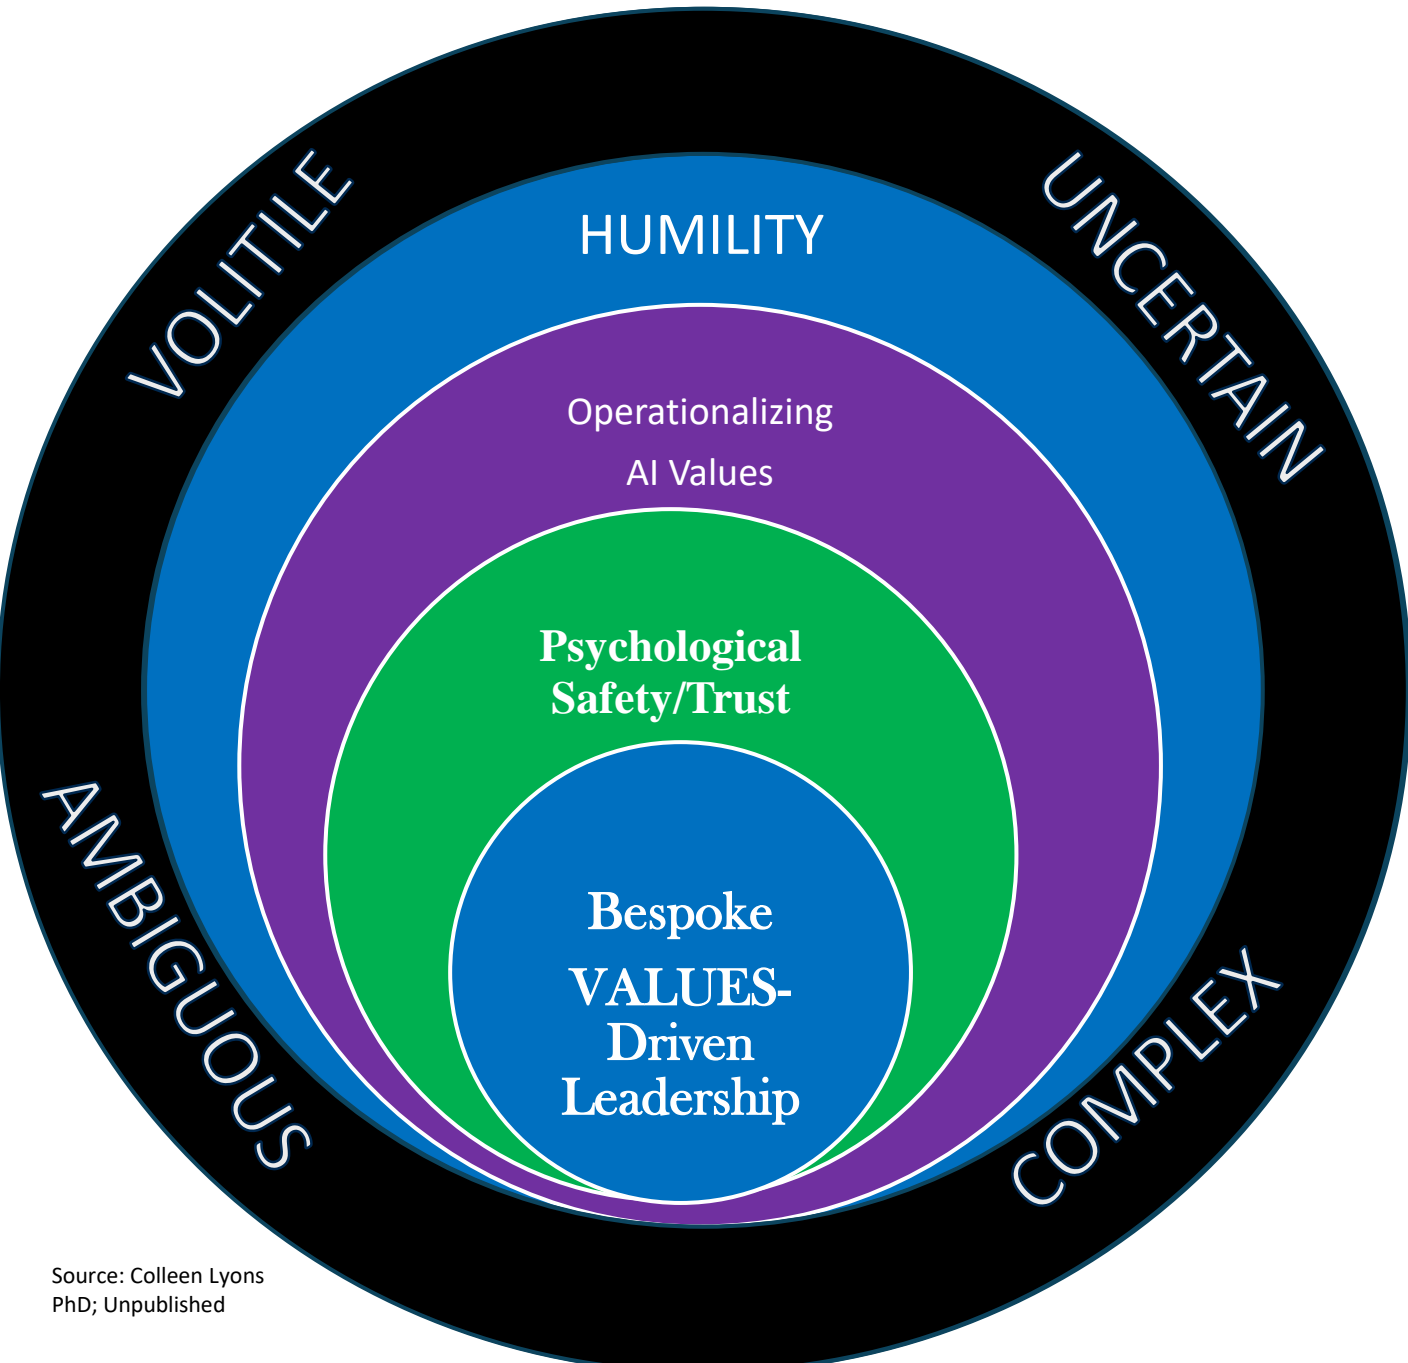 VOLITILE
UNCERTAIN
HUMILITY
Operationalizing
AI Values
Psychological
Safety/Trust
Bespoke
VALUES-
Driven
Leadership
AMBIGUOUS
COMPLEX
Source: Colleen Lyons
PhD; Unpublished